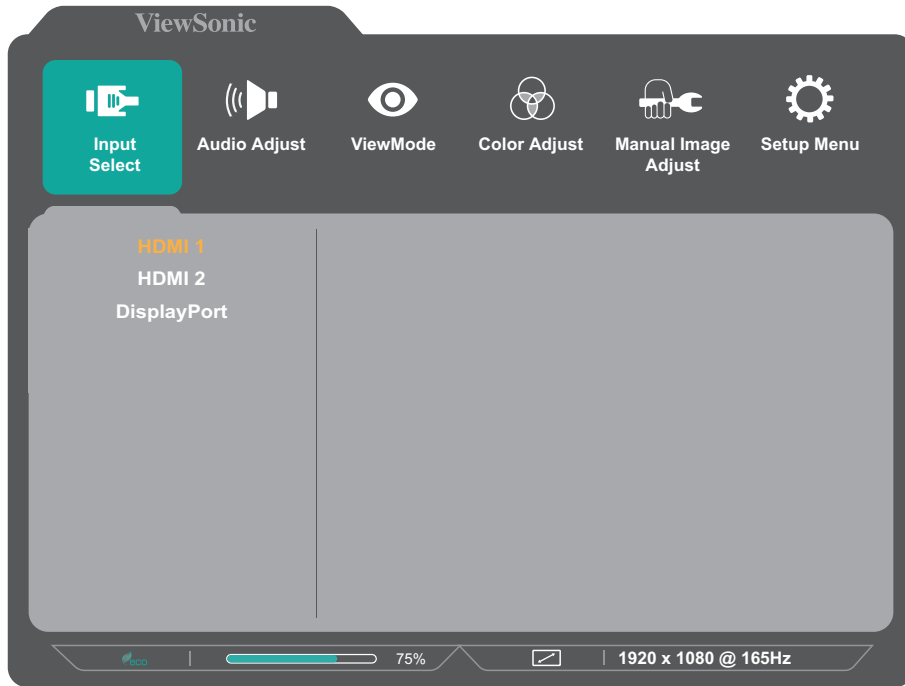 ViewSonic
Input
Select
Audio Adjust
ViewMode
Color Adjust
Manual Image
Adjust
Setup Menu
HDMI 1
HDMI 2
DisplayPort
eco
75%
1920 x 1080 @ 165Hz